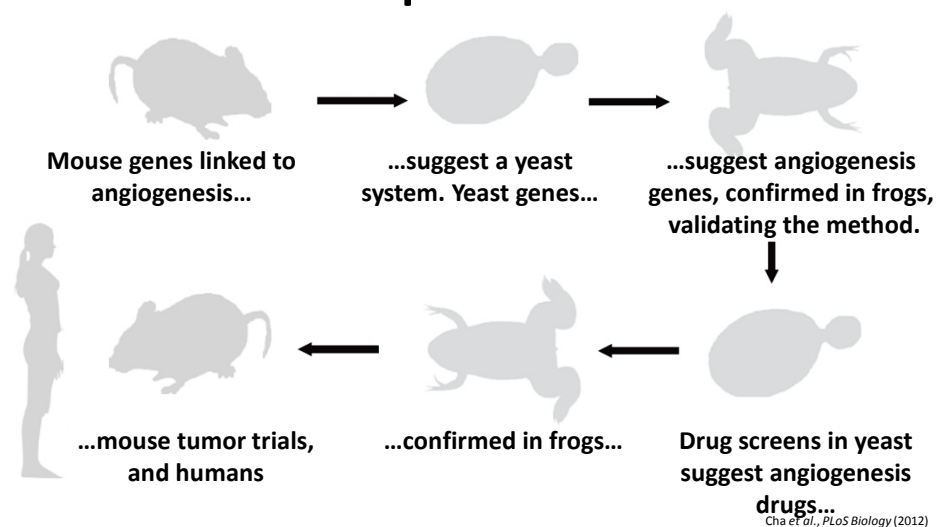 Mouse genes linked to
angiogenesis…
…suggest a yeast
system. Yeast genes…
…suggest angiogenesis
genes, confirmed in frogs,
validating the method.
Drug screens in yeast
suggest angiogenesis
drugs…
…confirmed in frogs…
…mouse tumor trials,
and humans
Cha et al., PLoS Biology (2012)